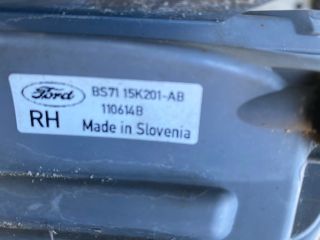 Ford BS71 15K201-AB
110614B
RH Made in Slovenia